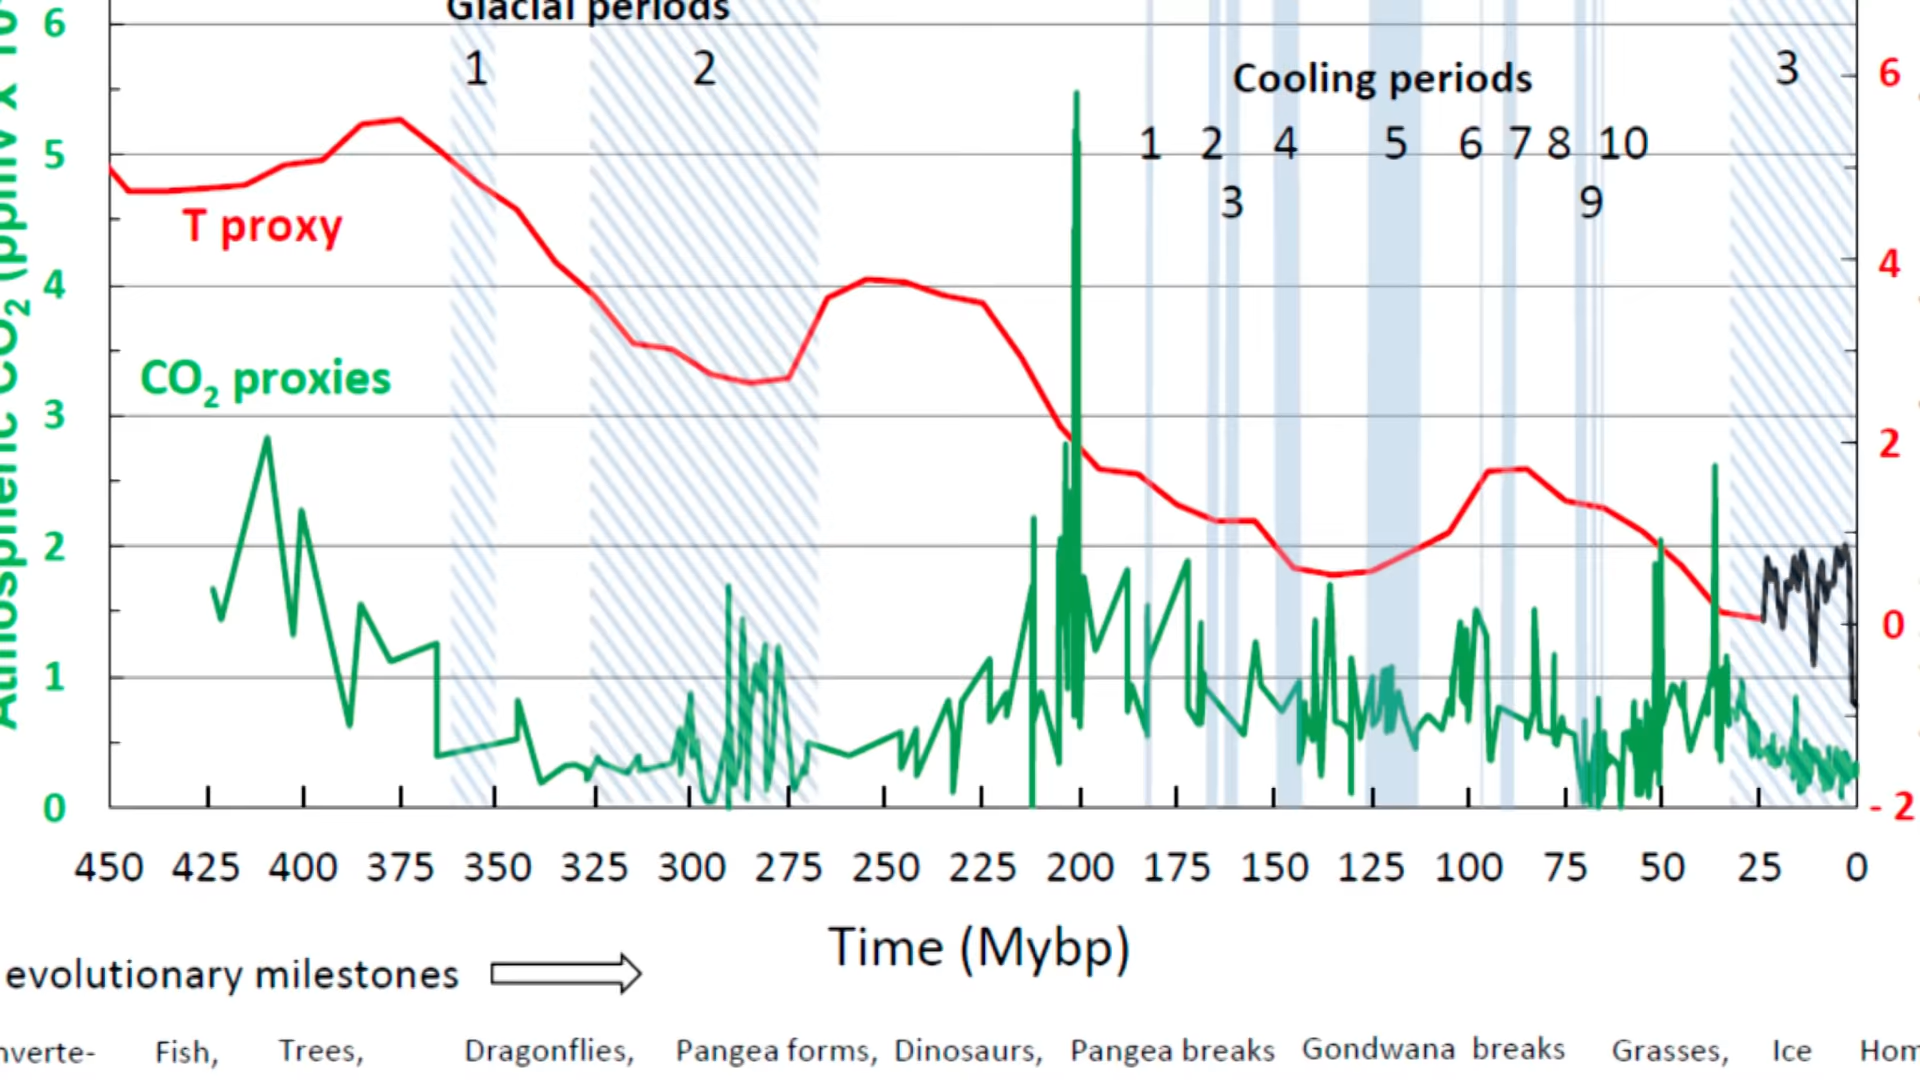 Glacial periods
6
1
2
3
6
Cooling periods
5
1 2 4 5 6 7 8 10
3
9
T proxy
4
4
CO₂ proxies
3
2
2
1
0
0
- 2
450 425 400 375 350 325 300 275 250 225 200 175 150 125 100 75 50 25 0
Time (Mybp)
evolutionary milestones
Fish, Trees, Dragonflies, Pangea forms, Dinosaurs, Pangea breaks Gondwana breaks Grasses, Ice